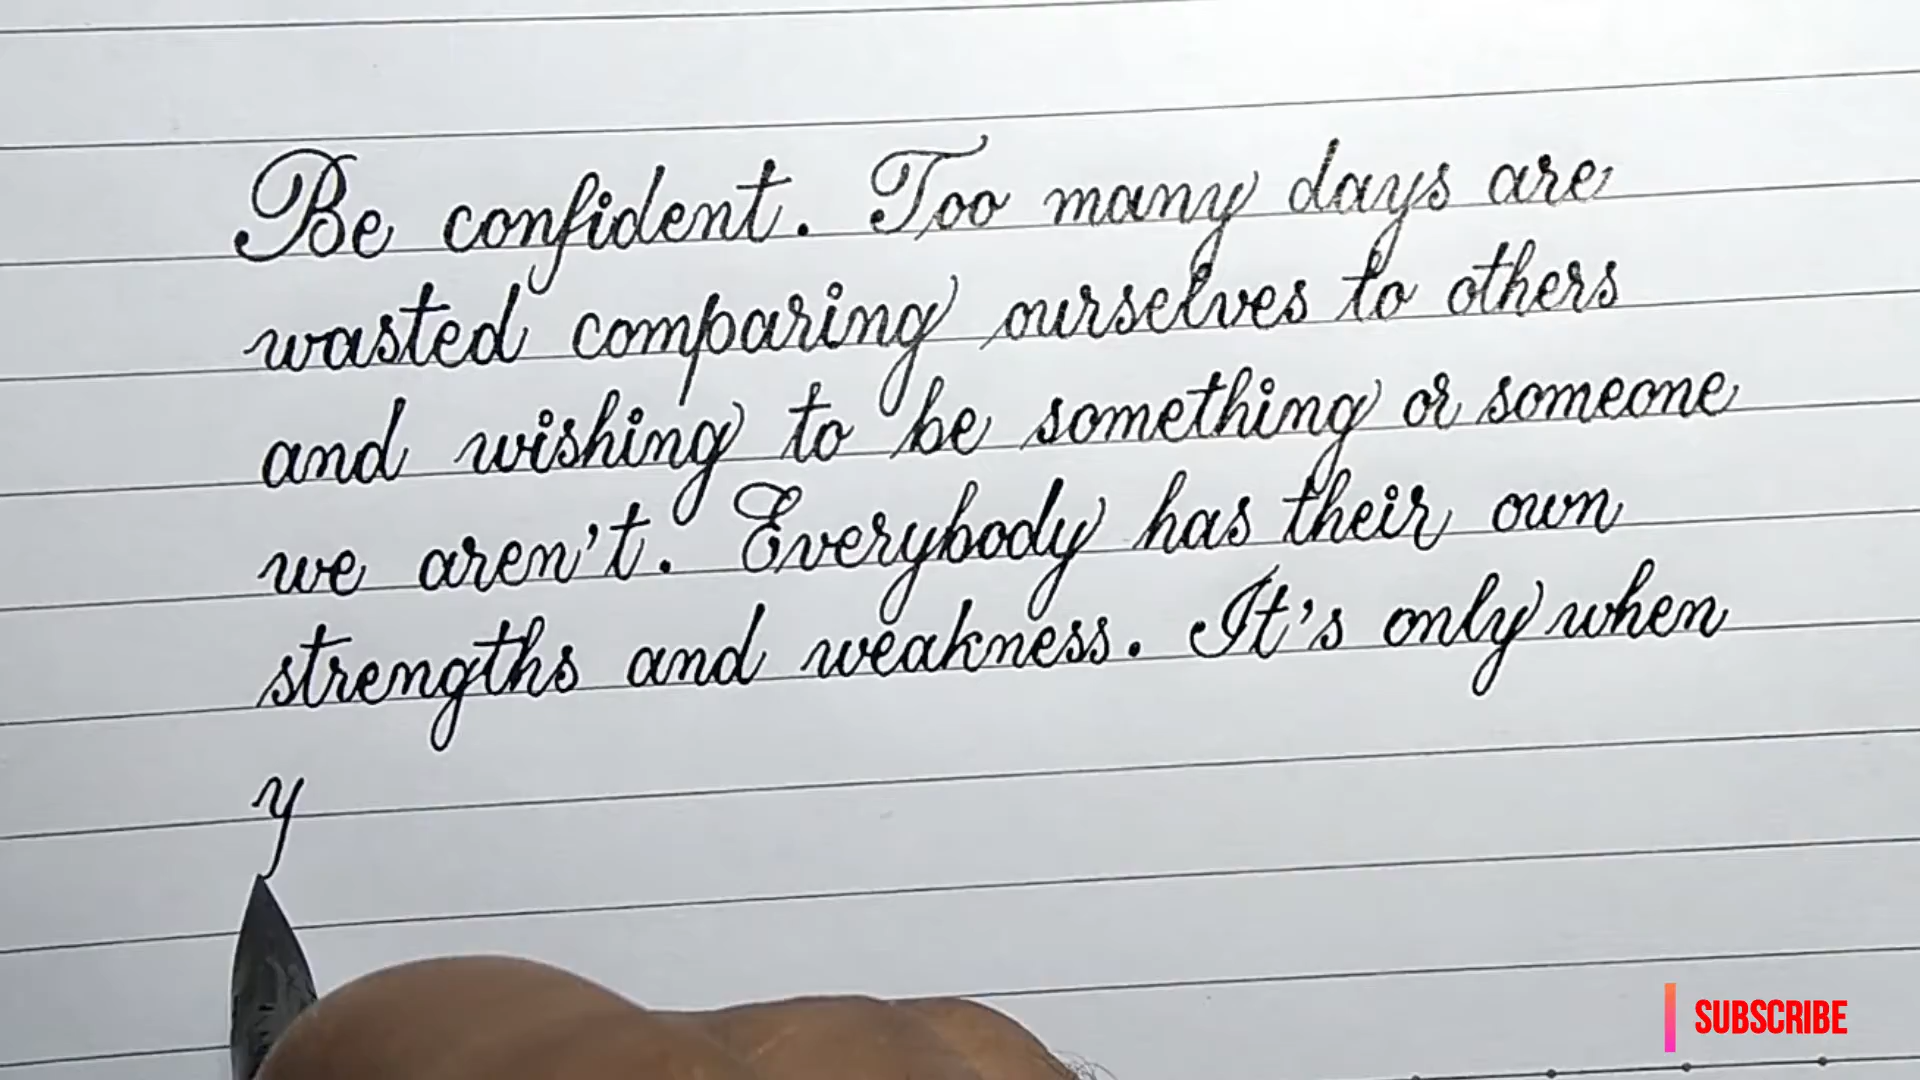 Be confident. Too many days are
wasted comparing ourselves to others
and wishing to be something or someone
we aren't. Everybody has their own
strengths and weakness. It's only when
y
SUBSCRIBE